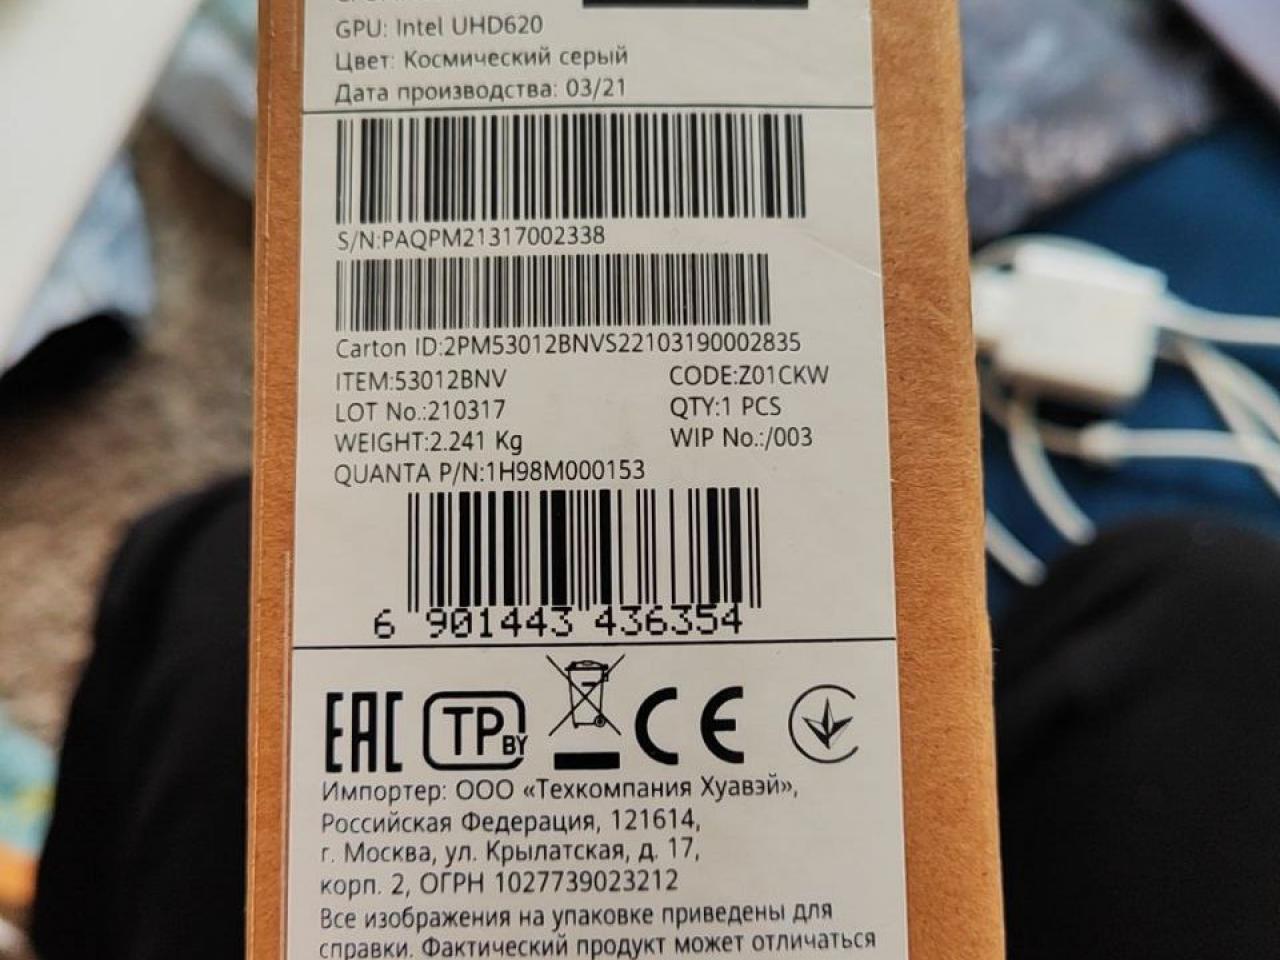 GPU: Intel UHD620
Цвет: Космический серый
Дата производства: 03/21
S/N:PAQPM21317002338
Carton ID:2PM53012BNVS22103190002835
ITEM:53012BNV CODE:Z01CKW
LOT No.:210317 QTY:1 PCS
WEIGHT:2.241 Kg WIP No.:/003
QUANTA P/N:1H98M000153
6 901443 436354
EAC TP BY CE
Импортер: ООО «Техкомпания Хуавэй»,
Российская Федерация, 121614,
г. Москва, ул. Крылатская, д. 17,
корп. 2, ОГРН 1027739023212
Все изображения на упаковке приведены для
справки. Фактический продукт может отличаться